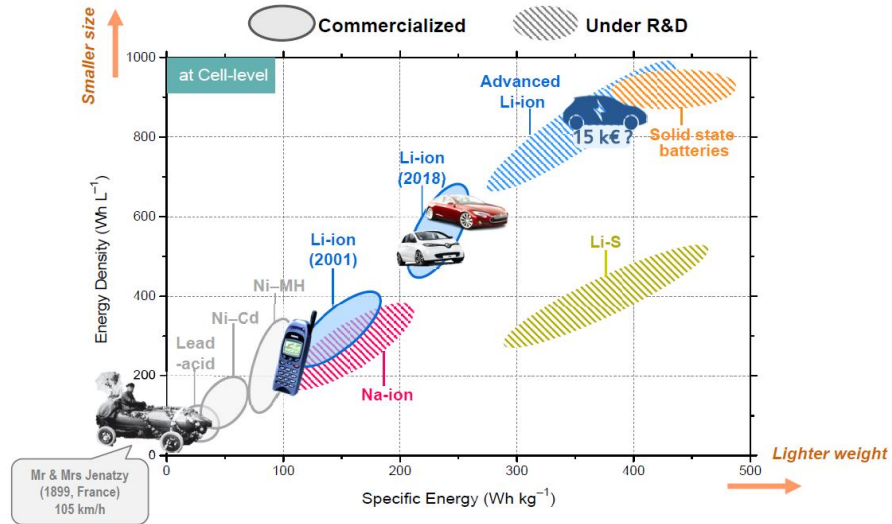 Commercialized
Under R&D
Smaller size
at Cell-level
1000
800
600
400
200
0
Energy Density (Wh L⁻¹)
Advanced
Li-ion
15 k€ ?
Solid state
batteries
Li-ion
(2018)
Li-ion
(2001)
Li-S
Ni–MH
Ni–Cd
Lead
-acid
Na-ion
0
100
200
300
400
500
Specific Energy (Wh kg⁻¹)
Lighter weight
Mr & Mrs Jenatzy
(1899, France)
105 km/h